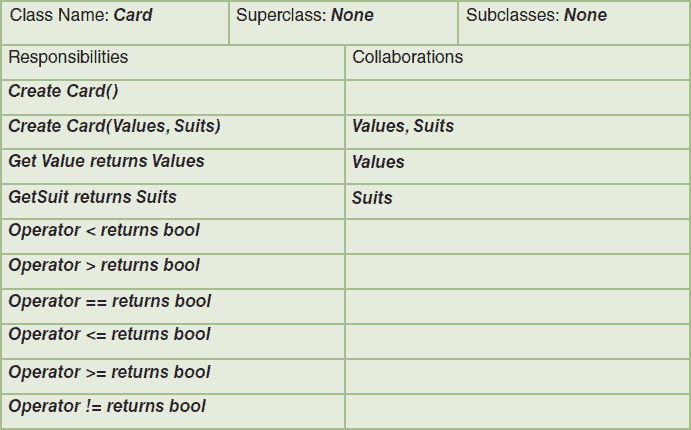 Class Name: Card Superclass: None Subclasses: None
Responsibilities Collaborations
Create Card()
Create Card(Values, Suits) Values, Suits
Get Value returns Values Values
GetSuit returns Suits Suits
Operator < returns bool
Operator > returns bool
Operator == returns bool
Operator <= returns bool
Operator >= returns bool
Operator != returns bool